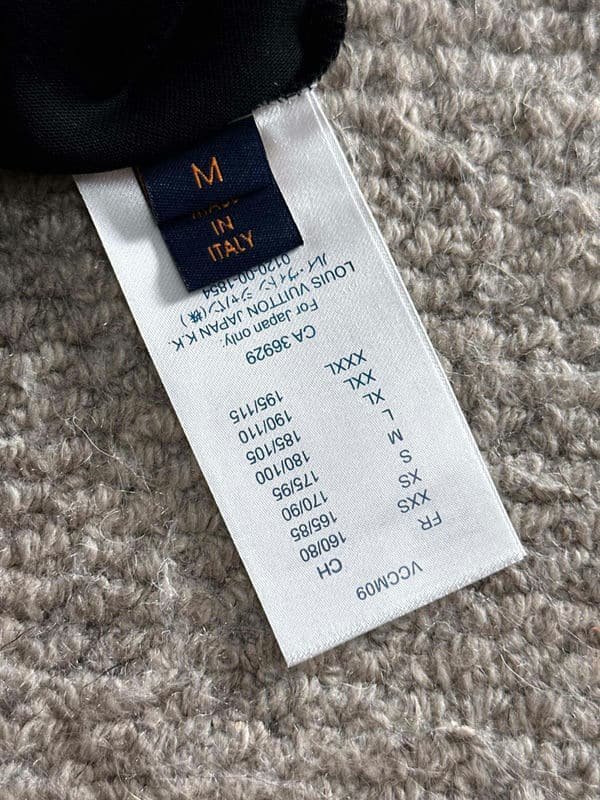 M
MADE
IN
ITALY
VCCM09
FR CH
XXS 160/80
XS 165/85
S 170/90
M 175/95
L 180/100
XL 185/105
XXL 190/110
XXXL 195/115
CA 36929
For Japan only:
LOUIS VUITTON JAPAN K.K.
ルイ・ヴィトン ジャパン(株)
0120-00-1854